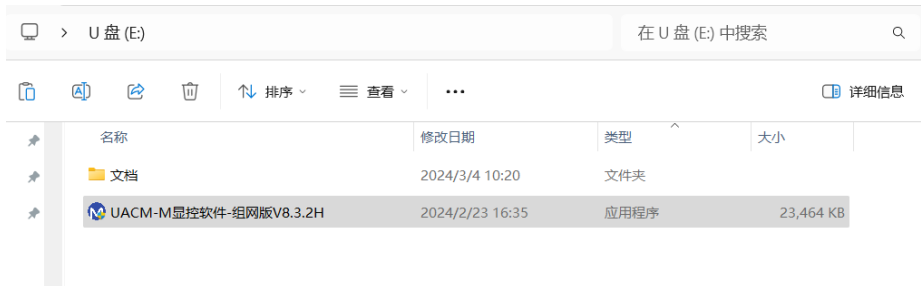 U 盘 (E:)
在 U 盘 (E:) 中搜索
排序
查看
详细信息
名称
修改日期
类型
大小
文档
2024/3/4 10:20
文件夹
UACM-M显控软件-组网版V8.3.2H
2024/2/23 16:35
应用程序
23,464 KB